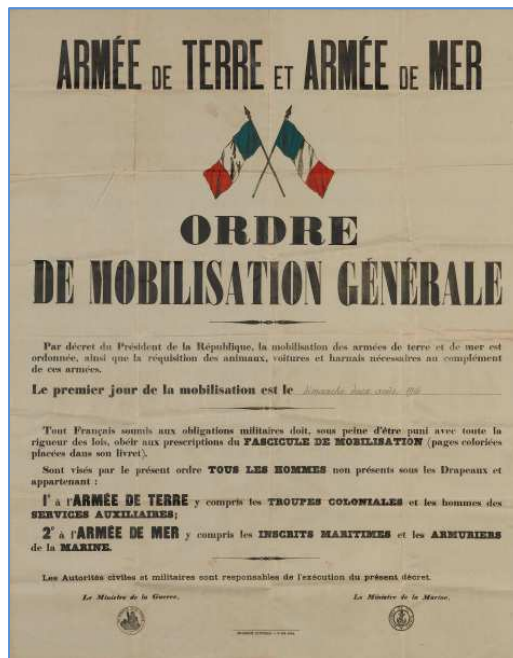 ARMÉE DE TERRE ET ARMÉE DE MER
ORDRE
DE MOBILISATION GÉNÉRALE
Par décret du Président de la République, la mobilisation des armées de terre et de mer est
ordonnée, ainsi que la réquisition des animaux, voitures et harnais nécessaires au complément
de ces armées.
Le premier jour de la mobilisation est le dimanche deux août
Tout Français soumis aux obligations militaires doit, sous peine d'être puni avec toute la
rigueur des lois, obéir aux prescriptions du FASCICULE DE MOBILISATION (pages coloriées
placées dans son livret).
Sont visés par le présent ordre TOUS LES HOMMES non présents sous les Drapeaux et
appartenant :
1° à l'ARMÉE DE TERRE y compris les TROUPES COLONIALES et les hommes des
SERVICES AUXILIAIRES;
2° à l'ARMÉE DE MER y compris les INSCRITS MARITIMES et les ARMURIERS
de la MARINE.
Les Autorités civiles et militaires sont responsables de l'exécution du présent décret.
Le Ministre de la Guerre, Le Ministre de la Marine,